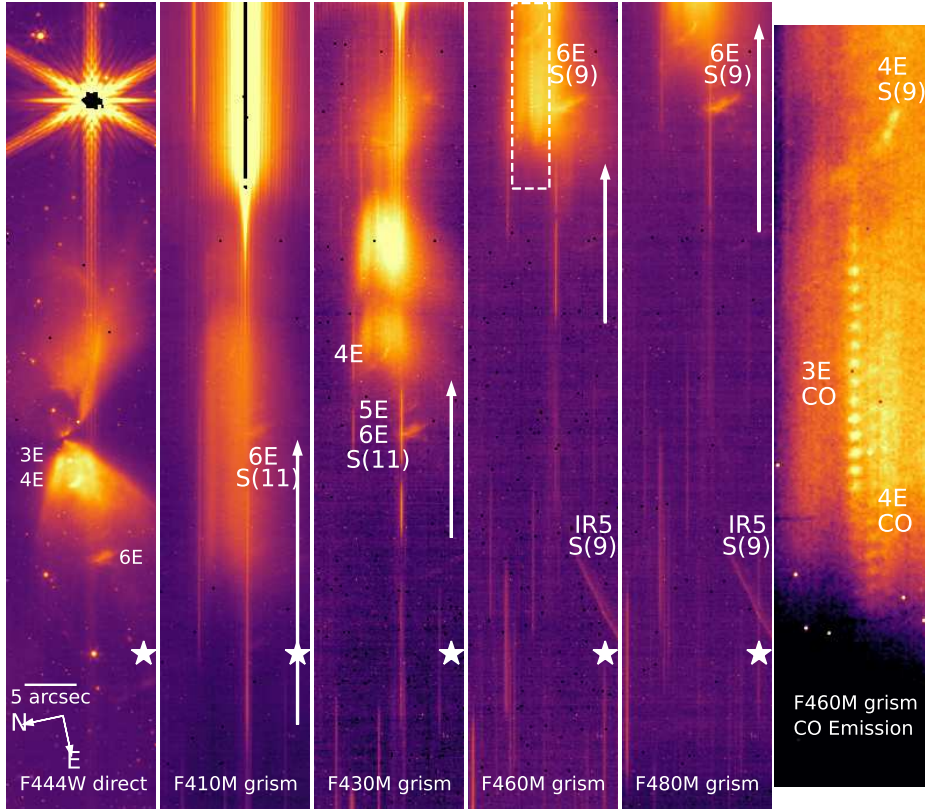 3E
4E
6E
5 arcsec
N
E
F444W direct
6E
S(11)
F410M grism
4E
5E
6E
S(11)
F430M grism
6E
S(9)
IR5
S(9)
F460M grism
6E
S(9)
IR5
S(9)
F480M grism
4E
S(9)
3E
CO
4E
CO
F460M grism
CO Emission